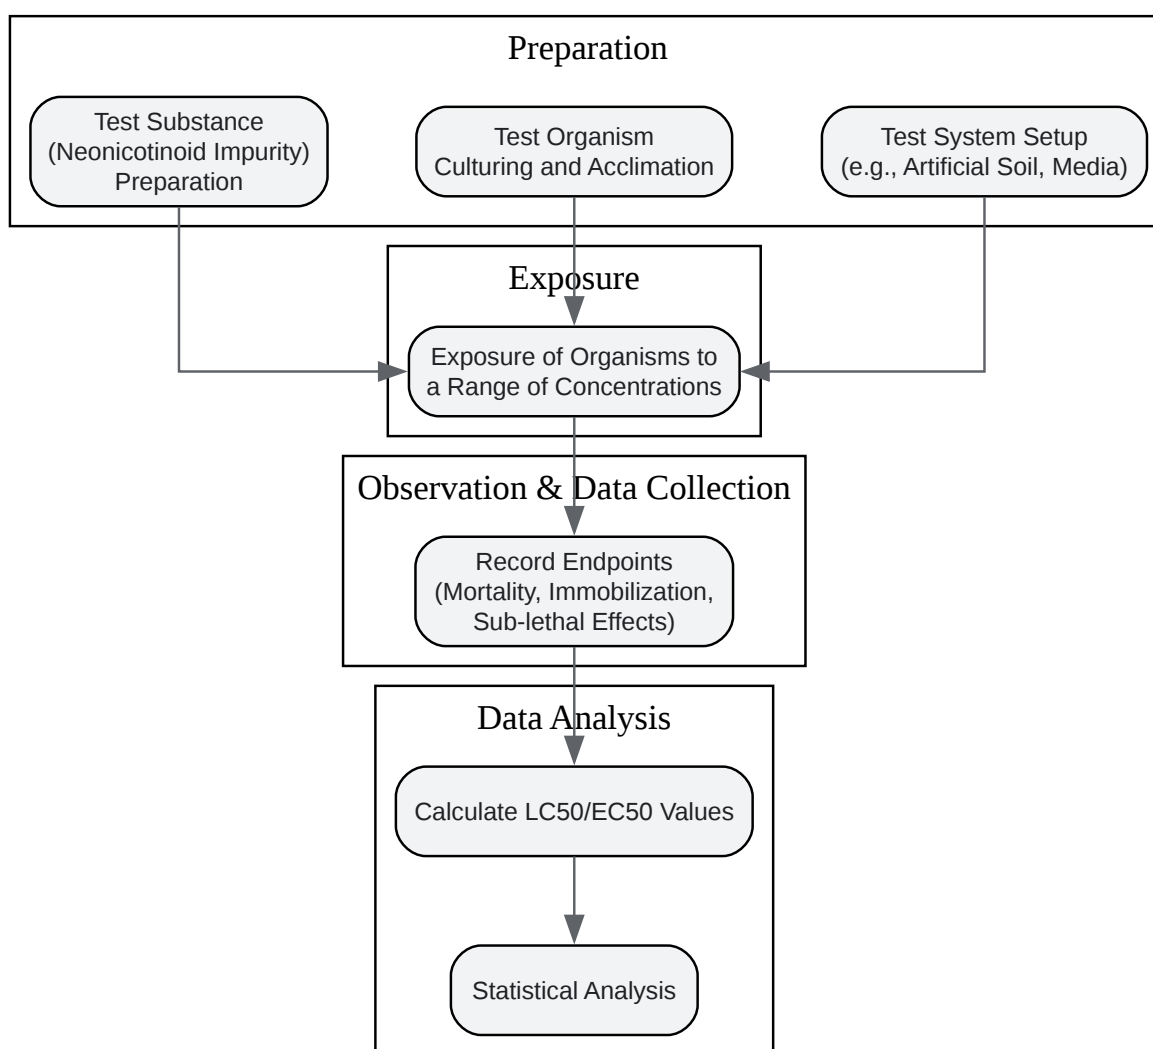 Preparation
Test Substance
(Neonicotinoid Impurity)
Preparation
Test Organism
Culturing and Acclimation
Test System Setup
(e.g., Artificial Soil, Media)
Exposure
Exposure of Organisms to
a Range of Concentrations
Observation & Data Collection
Record Endpoints
(Mortality, Immobilization,
Sub-lethal Effects)
Data Analysis
Calculate LC50/EC50 Values
Statistical Analysis